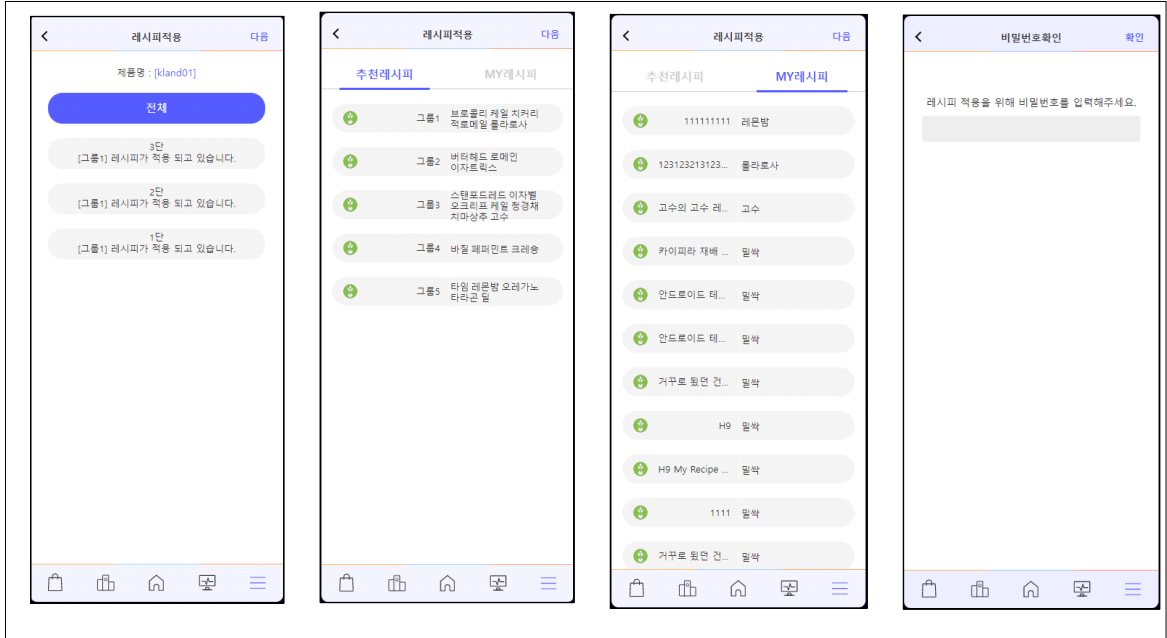 레시피적용
다음
제품명 : [kland01]
전체
3단
[그룹1] 레시피가 적용 되고 있습니다.
2단
[그룹1] 레시피가 적용 되고 있습니다.
1단
[그룹1] 레시피가 적용 되고 있습니다.
레시피적용
다음
추천레시피
MY레시피
그룹1
브로콜리 케일 치커리
적로메일 롤라로사
그룹2
버터헤드 로메인
이자트릭스
그룹3
스탠포드레드 이자벨
오크리프 케일 청경채
치마상추 고수
그룹4
바질 페퍼민트 크레송
그룹5
타임 레몬밤 오레가노
타라곤 딜
레시피적용
다음
추천레시피
MY레시피
111111111 레몬밤
123123213123... 롤라로사
고수의 고수 레... 고수
카이피라 재배 ... 밀싹
안드로이드 테... 밀싹
안드로이드 테... 밀싹
거꾸로 뒀던 건... 밀싹
H9 밀싹
H9 My Recipe ... 밀싹
1111 밀싹
거꾸로 뒀던 건... 밀싹
비밀번호확인
확인
레시피 적용을 위해 비밀번호를 입력해주세요.